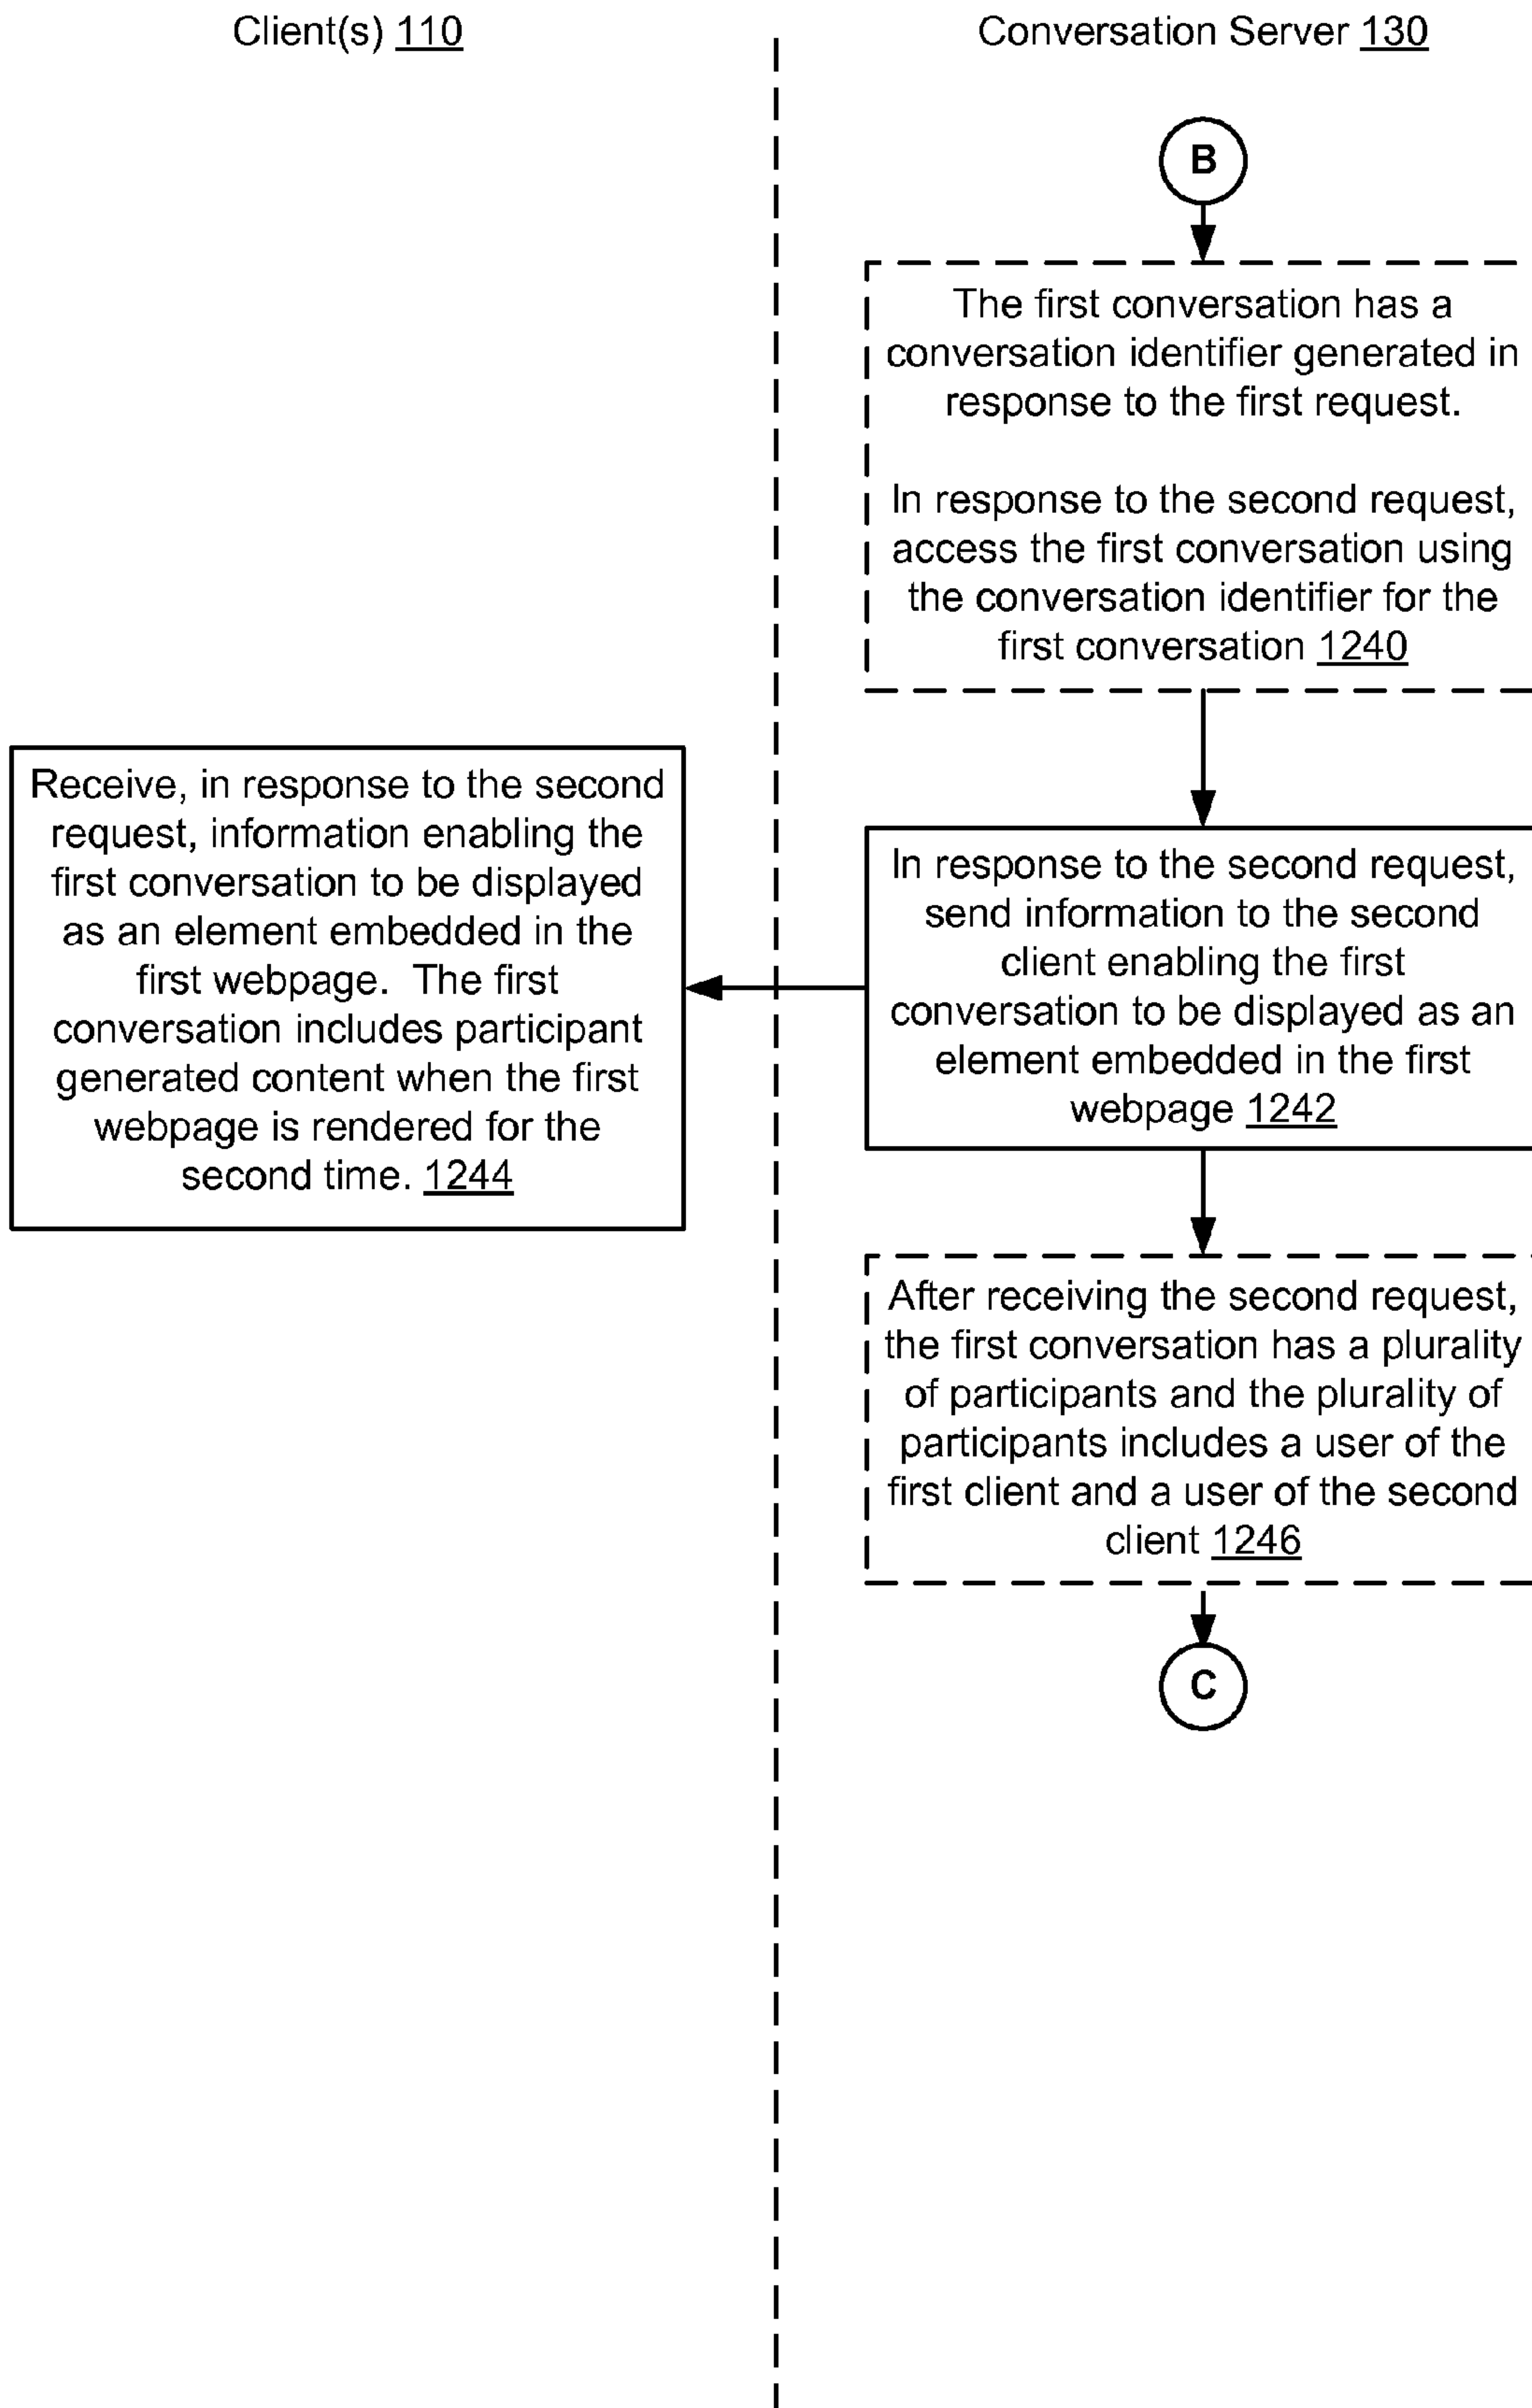 Client(s) 110
Conversation Server 130
B
The first conversation has a
conversation identifier generated in
response to the first request.
In response to the second request,
access the first conversation using
the conversation identifier for the
first conversation 1240
Receive, in response to the second
request, information enabling the
first conversation to be displayed
as an element embedded in the
first webpage.  The first
conversation includes participant
generated content when the first
webpage is rendered for the
second time. 1244
In response to the second request,
send information to the second
client enabling the first
conversation to be displayed as an
element embedded in the first
webpage 1242
After receiving the second request,
the first conversation has a plurality
of participants and the plurality of
participants includes a user of the
first client and a user of the second
client 1246
C